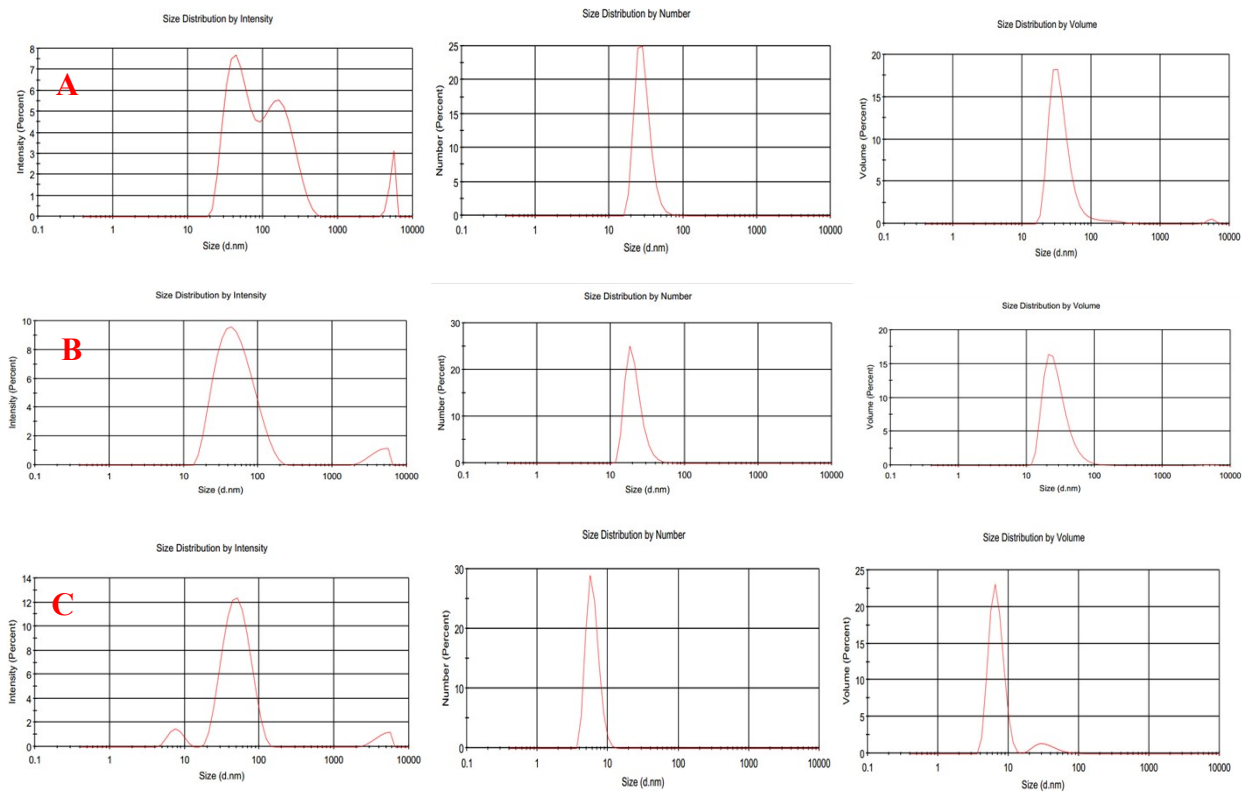 Size Distribution by Intensity
A
Intensity (Percent)
8
7
6
5
4
3
2
1
0
0.1 1 10 100 1000 10000
Size (d.nm)
Size Distribution by Number
Number (Percent)
25
20
15
10
5
0
0.1 1 10 100 1000 10000
Size (d.nm)
Size Distribution by Volume
Volume (Percent)
20
15
10
5
0
0.1 1 10 100 1000 10000
Size (d.nm)
Size Distribution by Intensity
B
Intensity (Percent)
10
8
6
4
2
0
0.1 1 10 100 1000 10000
Size (d.nm)
Size Distribution by Number
Number (Percent)
30
20
10
0
0.1 1 10 100 1000 10000
Size (d.nm)
Size Distribution by Volume
Volume (Percent)
20
15
10
5
0
0.1 1 10 100 1000 10000
Size (d.nm)
Size Distribution by Intensity
C
Intensity (Percent)
14
12
10
8
6
4
2
0
0.1 1 10 100 1000 10000
Size (d.nm)
Size Distribution by Number
Number (Percent)
30
20
10
0
0.1 1 10 100 1000 10000
Size (d.nm)
Size Distribution by Volume
Volume (Percent)
25
20
15
10
5
0
0.1 1 10 100 1000 10000
Size (d.nm)